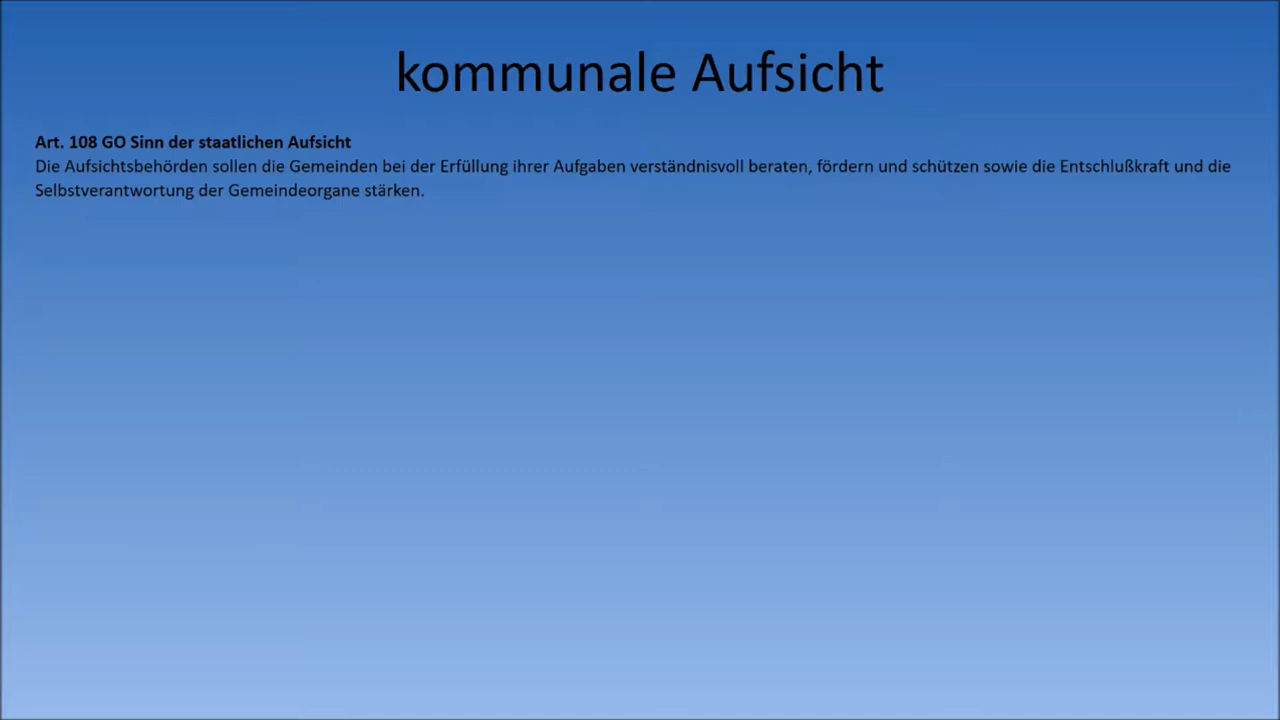 kommunale Aufsicht
Art. 108 GO Sinn der staatlichen Aufsicht
Die Aufsichtsbehörden sollen die Gemeinden bei der Erfüllung ihrer Aufgaben verständnisvoll beraten, fördern und schützen sowie die Entschlußkraft und die
Selbstverantwortung der Gemeindeorgane stärken.